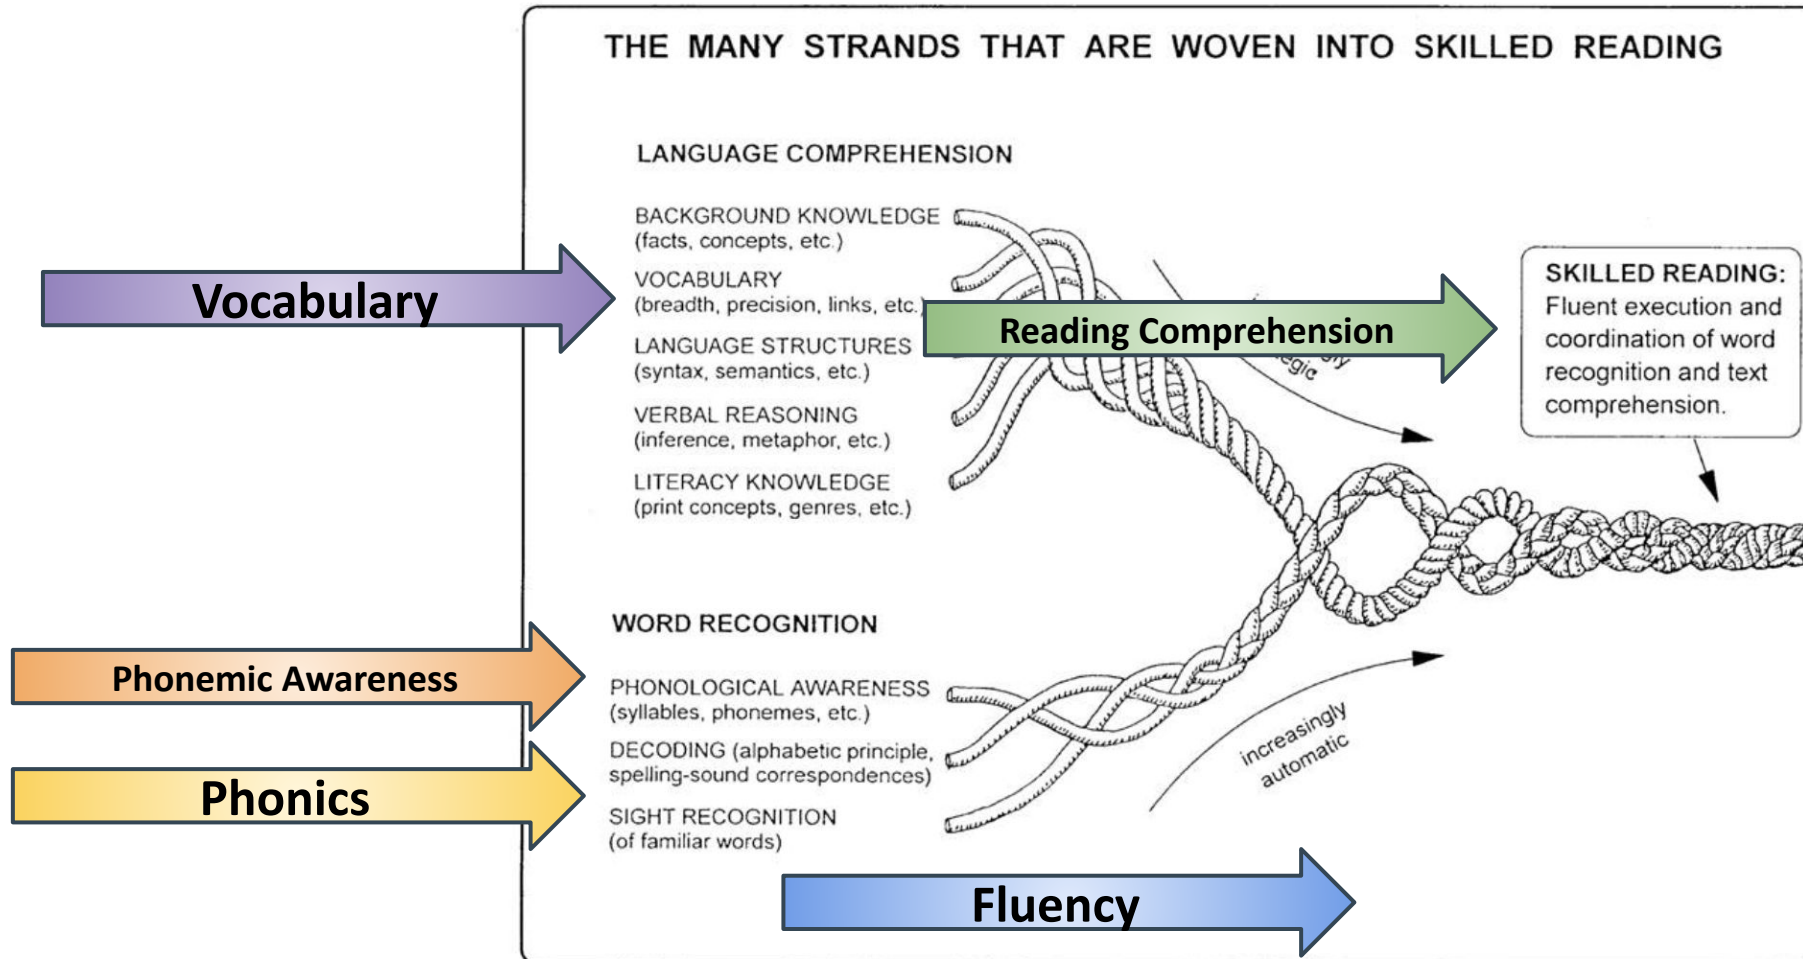 THE MANY STRANDS THAT ARE WOVEN INTO SKILLED READING
LANGUAGE COMPREHENSION
BACKGROUND KNOWLEDGE
(facts, concepts, etc.)
VOCABULARY
(breadth, precision, links, etc.)
LANGUAGE STRUCTURES
(syntax, semantics, etc.)
VERBAL REASONING
(inference, metaphor, etc.)
LITERACY KNOWLEDGE
(print concepts, genres, etc.)
Vocabulary
Reading Comprehension
SKILLED READING:
Fluent execution and
coordination of word
recognition and text
comprehension.
WORD RECOGNITION
PHONOLOGICAL AWARENESS
(syllables, phonemes, etc.)
DECODING (alphabetic principle,
spelling-sound correspondences)
SIGHT RECOGNITION
(of familiar words)
Phonemic Awareness
Phonics
increasingly
automatic
Fluency